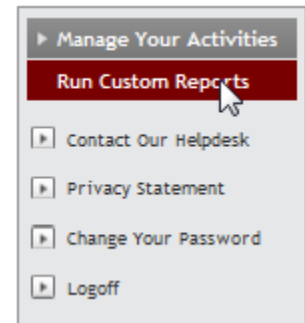 Manage Your Activities
Run Custom Reports
Contact Our Helpdesk
Privacy Statement
Change Your Password
Logoff